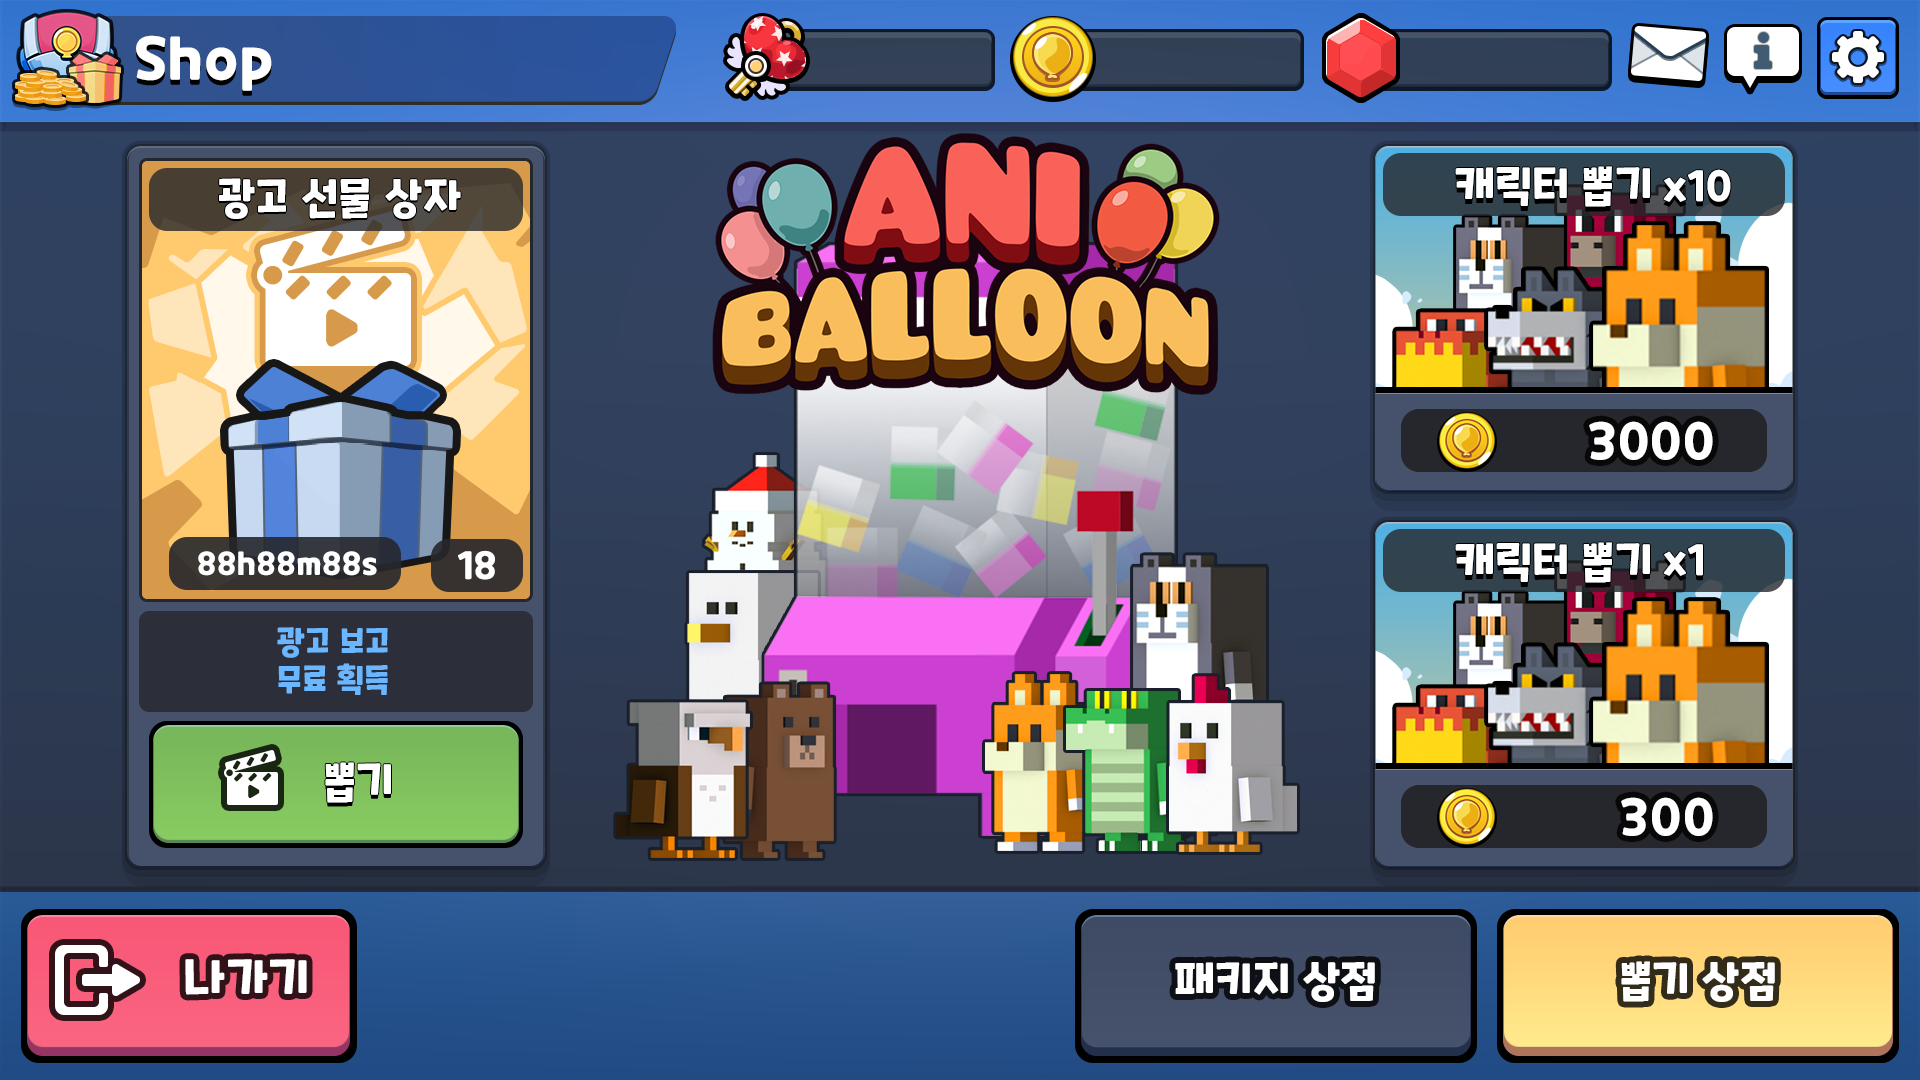 Shop
광고 선물 상자
88h88m88s
18
광고 보고
무료 획득
뽑기
ANI
BALLOON
캐릭터 뽑기 x10
3000
캐릭터 뽑기 x1
300
나가기
패키지 상점
뽑기 상점